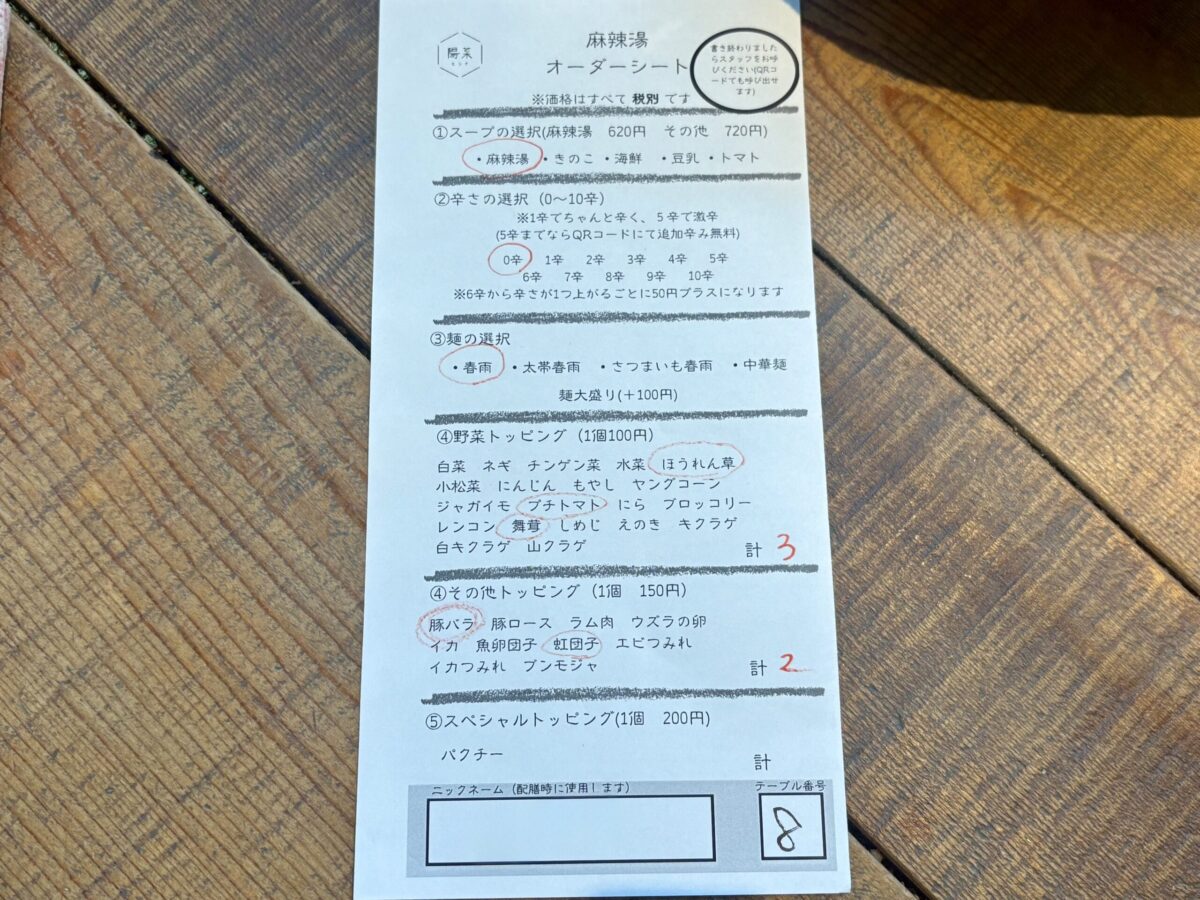 陽菜
麻辣湯
オーダーシート
書き終わりました
らスタッフをお呼
びください(QRコ
ードでも呼び出せ
ます)
※価格はすべて 税別 です
①スープの選択(麻辣湯 620円 その他 720円)
・麻辣湯 ・きのこ ・海鮮 ・豆乳 ・トマト
②辛さの選択 (0〜10辛)
※1辛でちゃんと辛く、5辛で激辛
(5辛までならQRコードにて追加辛み無料)
0辛 1辛 2辛 3辛 4辛 5辛
6辛 7辛 8辛 9辛 10辛
※6辛から辛さが1つ上がるごとに50円プラスになります
③麺の選択
・春雨 ・太帯春雨 ・さつまいも春雨 ・中華麺
麺大盛り(+100円)
④野菜トッピング (1個100円)
白菜 ネギ チンゲン菜 水菜 ほうれん草
小松菜 にんじん もやし ヤングコーン
ジャガイモ プチトマト にら ブロッコリー
レンコン 舞茸 しめじ えのき キクラゲ
白キクラゲ 山クラゲ 計 3
④その他トッピング (1個 150円)
豚バラ 豚ロース ラム肉 ウズラの卵
イカ 魚卵団子 虹団子 エビつみれ
イカつみれ ブンモジャ 計 2
⑤スペシャルトッピング(1個 200円)
パクチー 計
ニックネーム (配膳時に使用します) テーブル番号
8